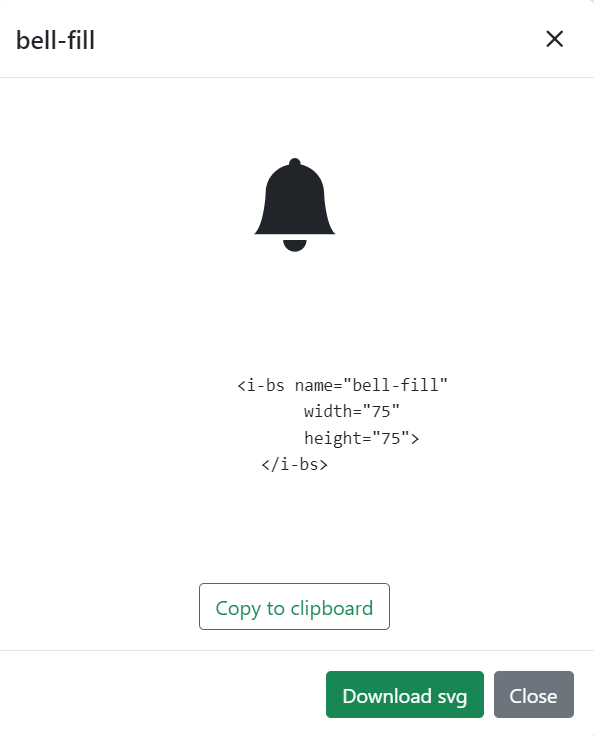 bell-fill
<i-bs name="bell-fill"
width="75"
height="75">
</i-bs>
Copy to clipboard
Download svg
Close